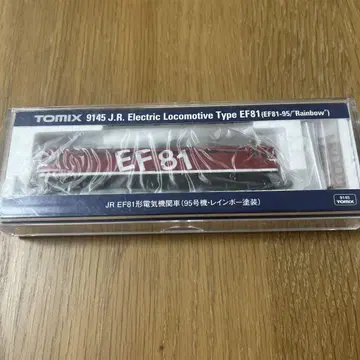 TOMIX 9145 J.R. Electric Locomotive Type EF81(EF81-95/"Rainbow")
EF81
JR EF81形電気機関車(95号機・レインボー塗装)
9145
TOMIX